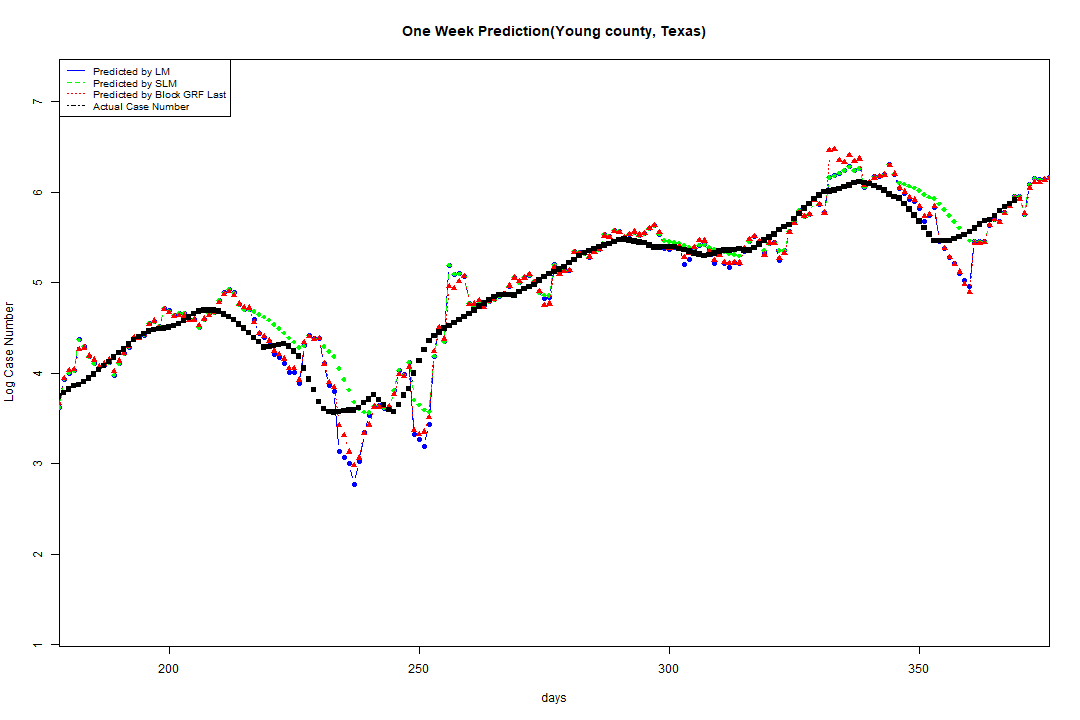 One Week Prediction(Young county, Texas)
Predicted by LM
Predicted by SLM
Predicted by Block GRF Last
Actual Case Number
7
6
5
4
3
2
1
Log Case Number
200 250 300 350
days